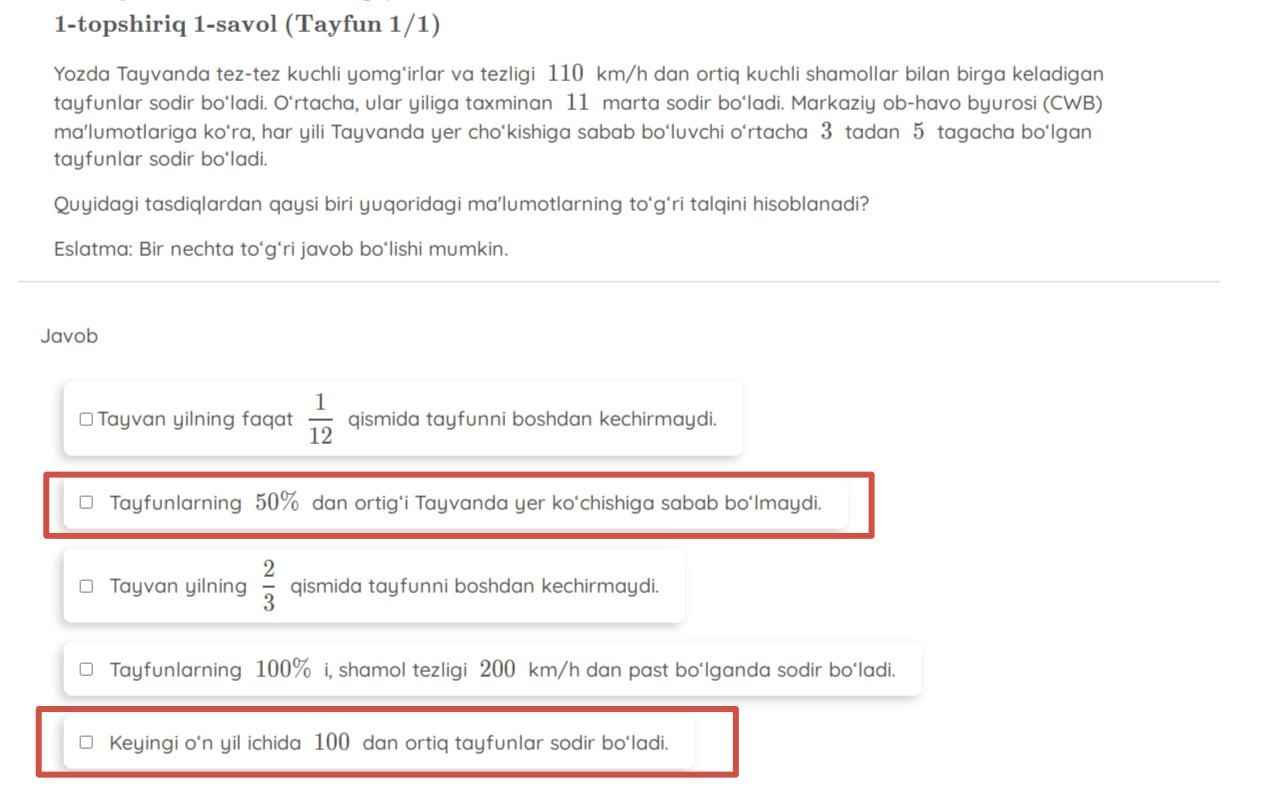 1-topshiriq 1-savol (Tayfun 1/1)
Yozda Tayvanda tez-tez kuchli yomg‘irlar va tezligi 110 km/h dan ortiq kuchli shamollar bilan birga keladigan
tayfunlar sodir bo‘ladi. O‘rtacha, ular yiliga taxminan 11 marta sodir bo‘ladi. Markaziy ob-havo byurosi (CWB)
ma'lumotlariga ko‘ra, har yili Tayvanda yer cho‘kishiga sabab bo‘luvchi o‘rtacha 3 tadan 5 tagacha bo‘lgan
tayfunlar sodir bo‘ladi.
Quyidagi tasdiqlardan qaysi biri yuqoridagi ma'lumotlarning to‘g‘ri talqini hisoblanadi?
Eslatma: Bir nechta to‘g‘ri javob bo‘lishi mumkin.
Javob
Tayvan yilning faqat 1/12 qismida tayfunni boshdan kechirmaydi.
Tayfunlarning 50% dan ortig‘i Tayvanda yer ko‘chishiga sabab bo‘lmaydi.
Tayvan yilning 2/3 qismida tayfunni boshdan kechirmaydi.
Tayfunlarning 100% i, shamol tezligi 200 km/h dan past bo‘lganda sodir bo‘ladi.
Keyingi o‘n yil ichida 100 dan ortiq tayfunlar sodir bo‘ladi.